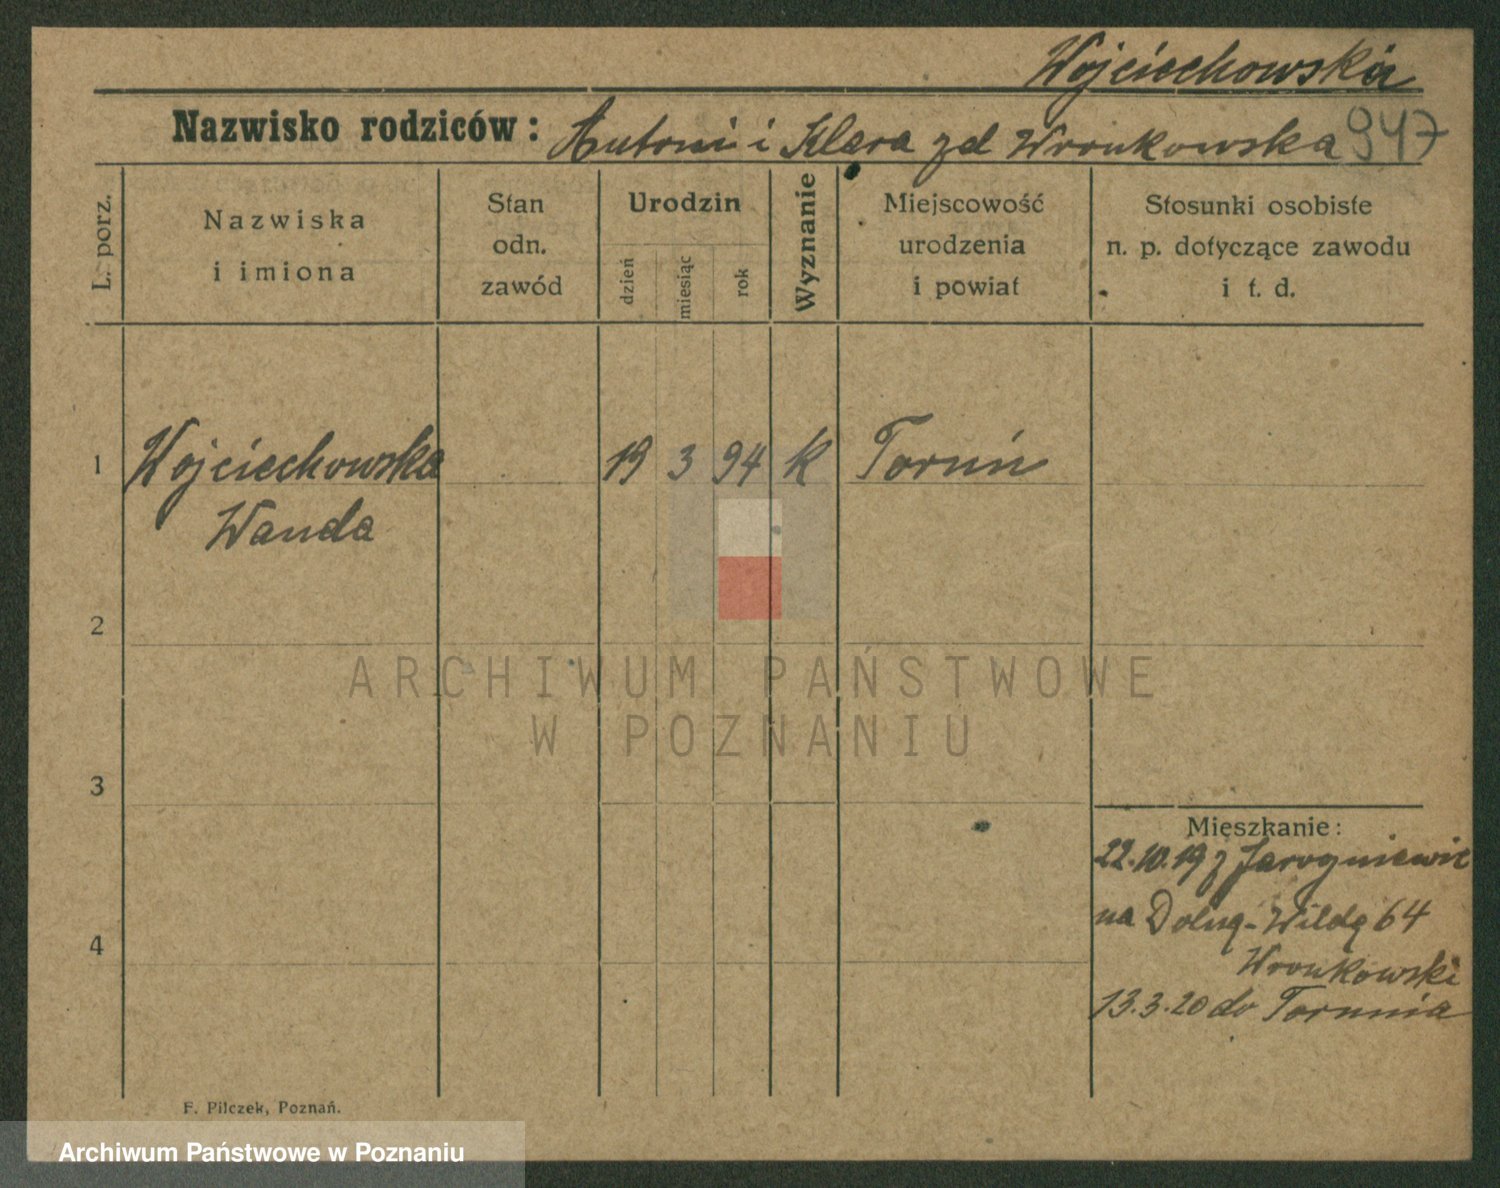 Wojciechowska
Nazwisko rodziców: Antoni i Klara zd Wronkowska 947
L. porz.
Nazwiska
i imiona
Stan
odn.
zawód
Urodzin
dzień
miesiąc
rok
Wyznanie
Miejscowość
urodzenia
i powiat
Stosunki osobiste
n. p. dotyczące zawodu
i t. d.
1 Wojciechowska 19 3 94 k Toruń
Wanda
2
ARCHIWUM PAŃSTWOWE
W POZNANIU
3
Mieszkanie:
22.10.19 z Jarogniewic
na Dolną-Wildę 64
4
Wronkowski
13.3.20 do Torunia
F. Pilczek, Poznań.
Archiwum Państwowe w Poznaniu